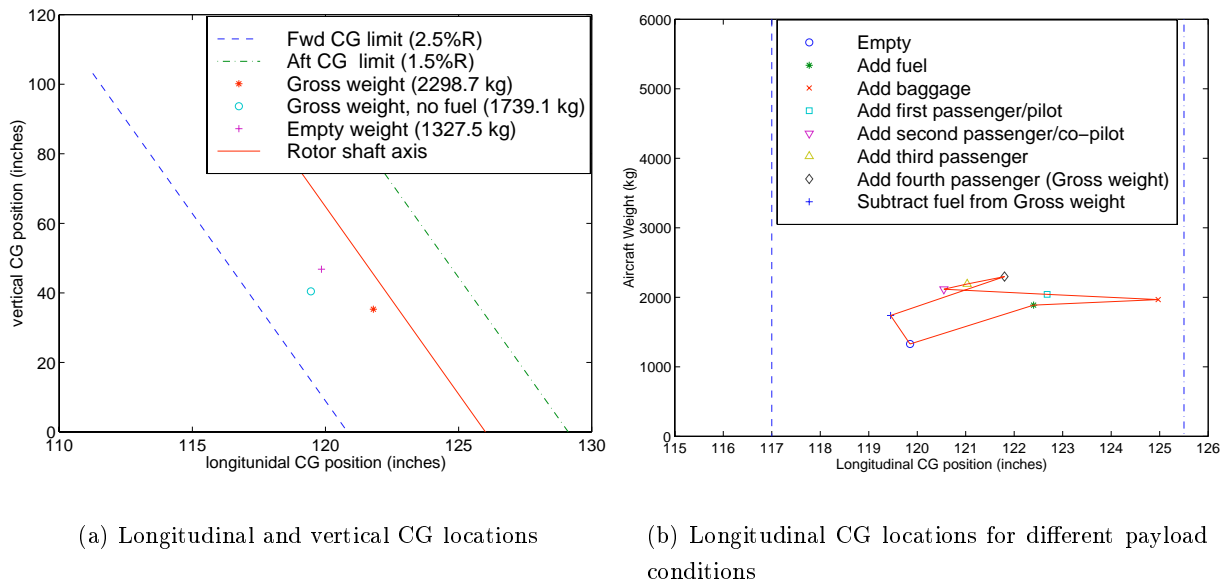 120
100
80
60
40
20
0
110
115
120
125
130
vertical CG position (inches)
longitunidal CG position (inches)
Fwd CG limit (2.5%R)
Aft CG limit (1.5%R)
Gross weight (2298.7 kg)
Gross weight, no fuel (1739.1 kg)
Empty weight (1327.5 kg)
Rotor shaft axis
(a) Longitudinal and vertical CG locations
6000
5000
4000
3000
2000
1000
0
115
116
117
118
119
120
121
122
123
124
125
126
Aircraft Weight (kg)
Longitudinal CG position (inches)
Empty
Add fuel
Add baggage
Add first passenger/pilot
Add second passenger/co-pilot
Add third passenger
Add fourth passenger (Gross weight)
Subtract fuel from Gross weight
(b) Longitudinal CG locations for different payload
conditions